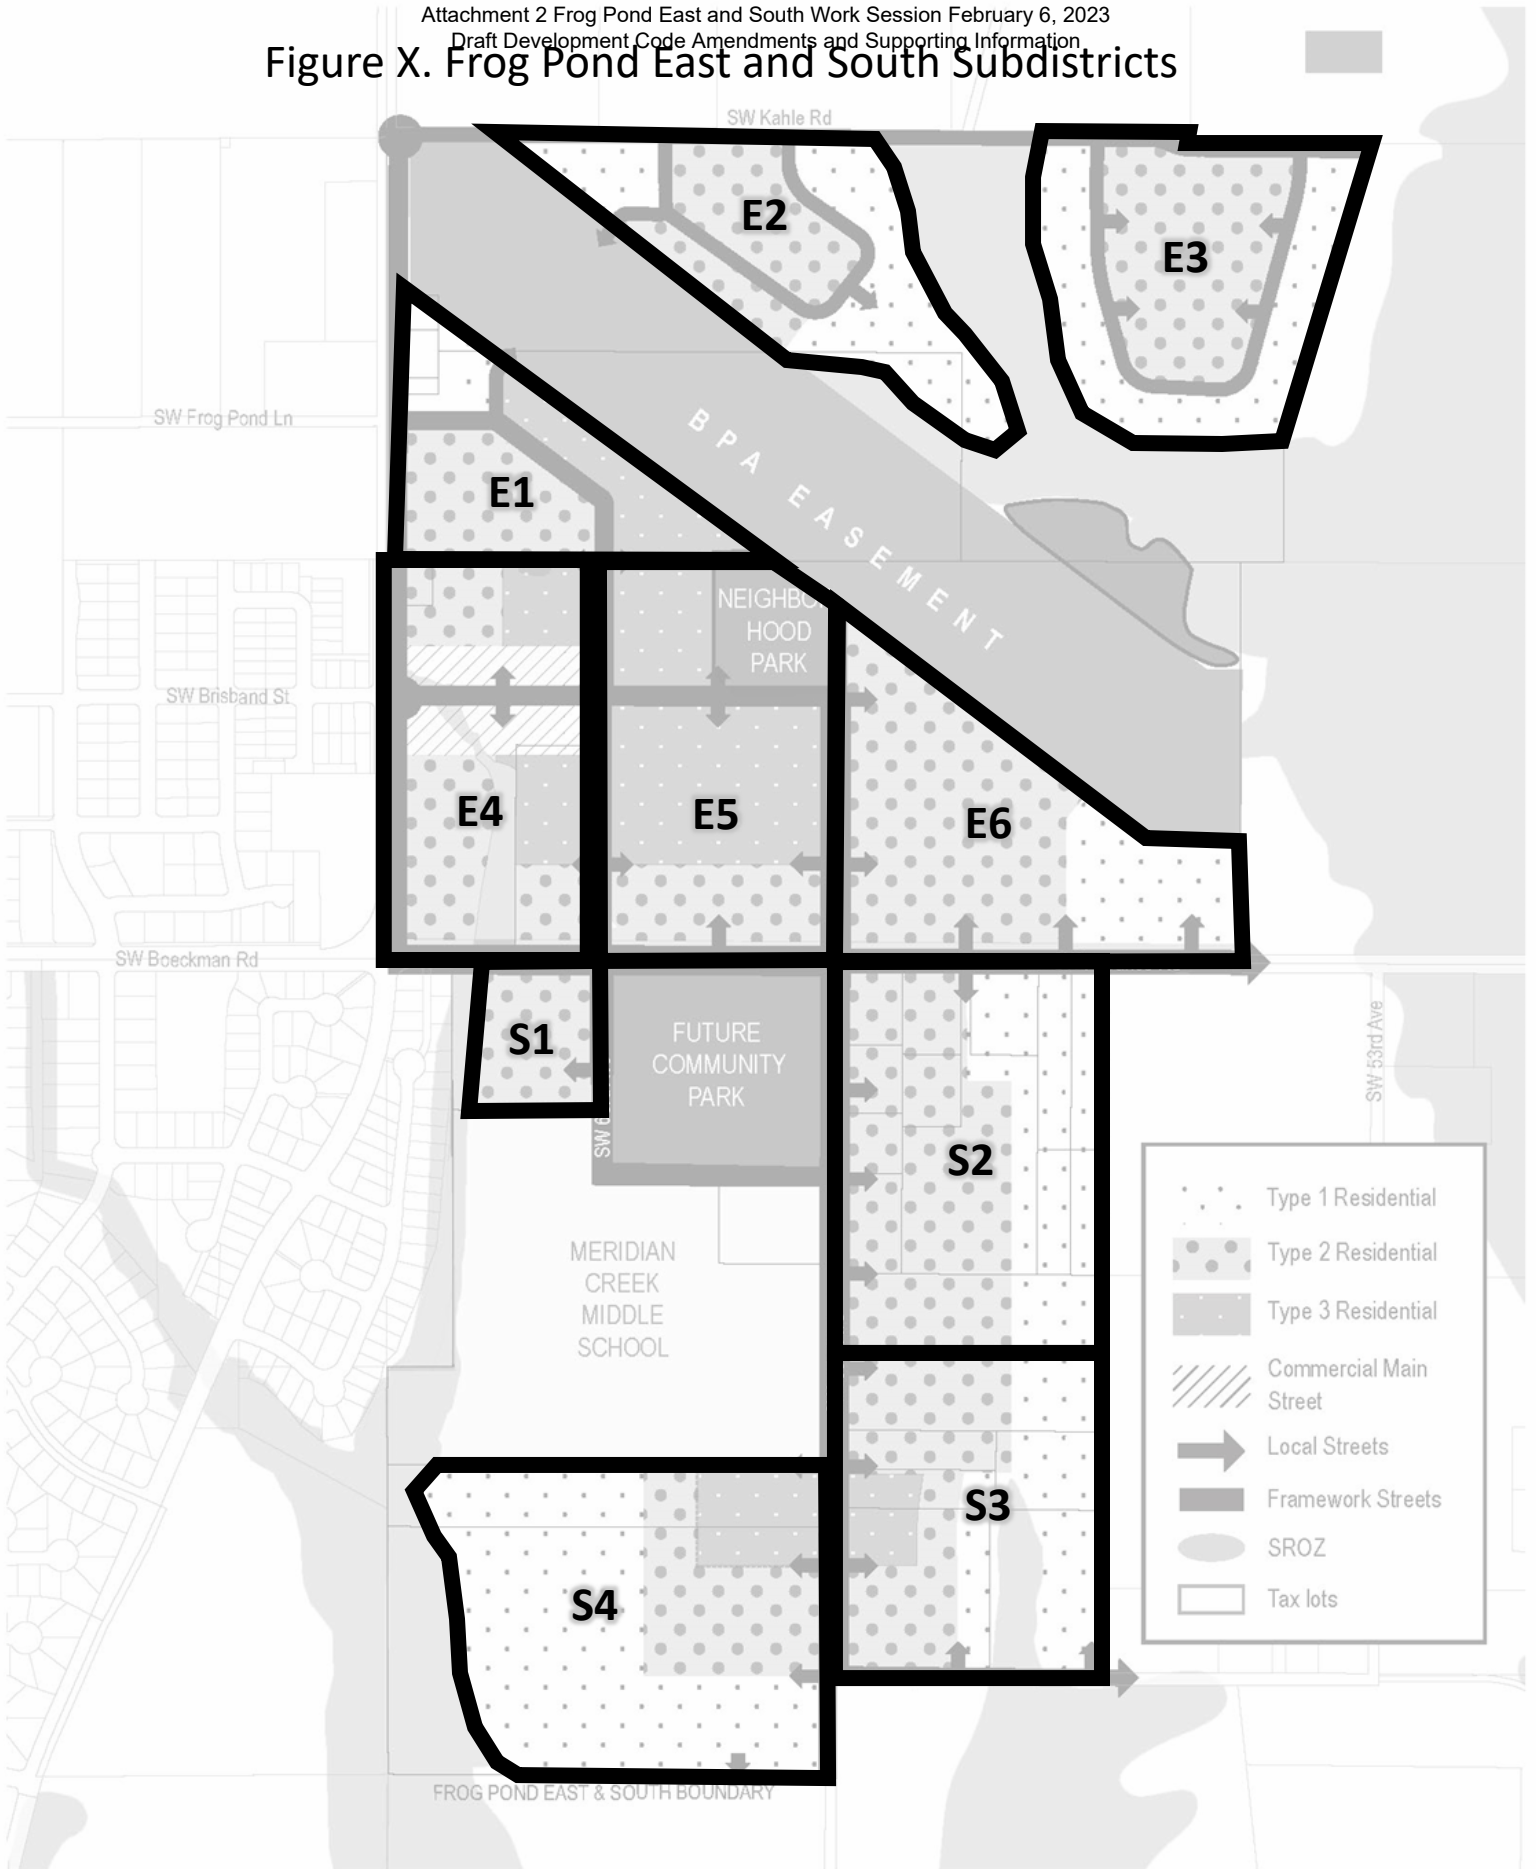 Attachment 2 Frog Pond East and South Work Session February 6, 2023
Draft Development Code Amendments and Supporting Information
Figure X. Frog Pond East and South Subdistricts
SW Kahle Rd
E2
E3
SW Frog Pond Ln
BPA EASEMENT
E1
NEIGHBO
HOOD
PARK
SW Brisband St
E4
E5
E6
SW Boeckman Rd
S1
FUTURE
COMMUNITY
PARK
SW 53rd Ave
SW 6
S2
MERIDIAN
CREEK
MIDDLE
SCHOOL
Type 1 Residential
Type 2 Residential
Type 3 Residential
Commercial Main
Street
Local Streets
Framework Streets
SROZ
Tax lots
S3
S4
FROG POND EAST & SOUTH BOUNDARY